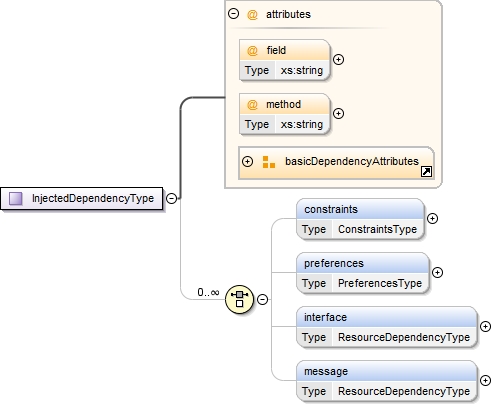 attributes
@ field
Type xs:string
@ method
Type xs:string
basicDependencyAttributes
InjectedDependencyType
0..∞
constraints
Type ConstraintsType
preferences
Type PreferencesType
interface
Type ResourceDependencyType
message
Type ResourceDependencyType